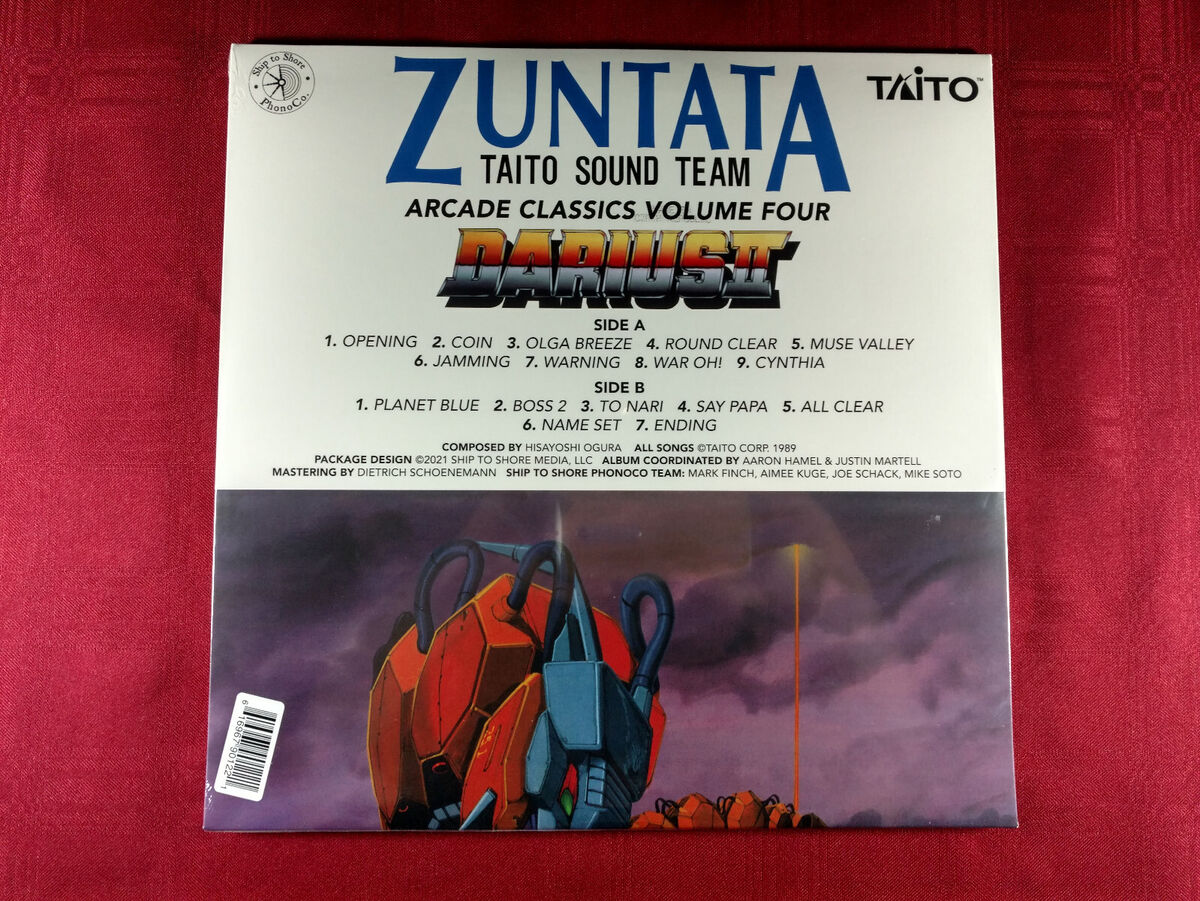 Ship to Shore
PhonoCo.
ZUNTATA
TAITO™
TAITO SOUND TEAM
ARCADE CLASSICS VOLUME FOUR
DARIUS II
SIDE A
1. OPENING 2. COIN 3. OLGA BREEZE 4. ROUND CLEAR 5. MUSE VALLEY
6. JAMMING 7. WARNING 8. WAR OH! 9. CYNTHIA
SIDE B
1. PLANET BLUE 2. BOSS 2 3. TO NARI 4. SAY PAPA 5. ALL CLEAR
6. NAME SET 7. ENDING
COMPOSED BY HISAYOSHI OGURA ALL SONGS ©TAITO CORP. 1989
PACKAGE DESIGN ©2021 SHIP TO SHORE MEDIA, LLC ALBUM COORDINATED BY AARON HAMEL & JUSTIN MARTELL
MASTERING BY DIETRICH SCHOENEMANN SHIP TO SHORE PHONOCO TEAM: MARK FINCH, AIMEE KUGE, JOE SCHACK, MIKE SOTO
6 16967 90122 1